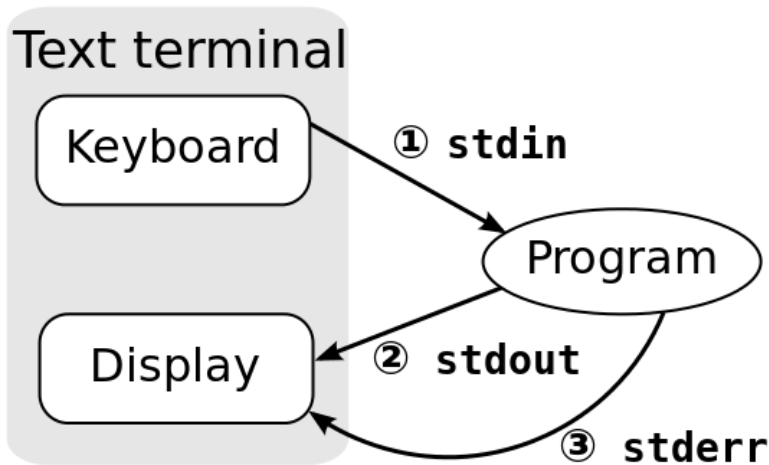 Text terminal
Keyboard
① stdin
Program
Display
② stdout
③ stderr